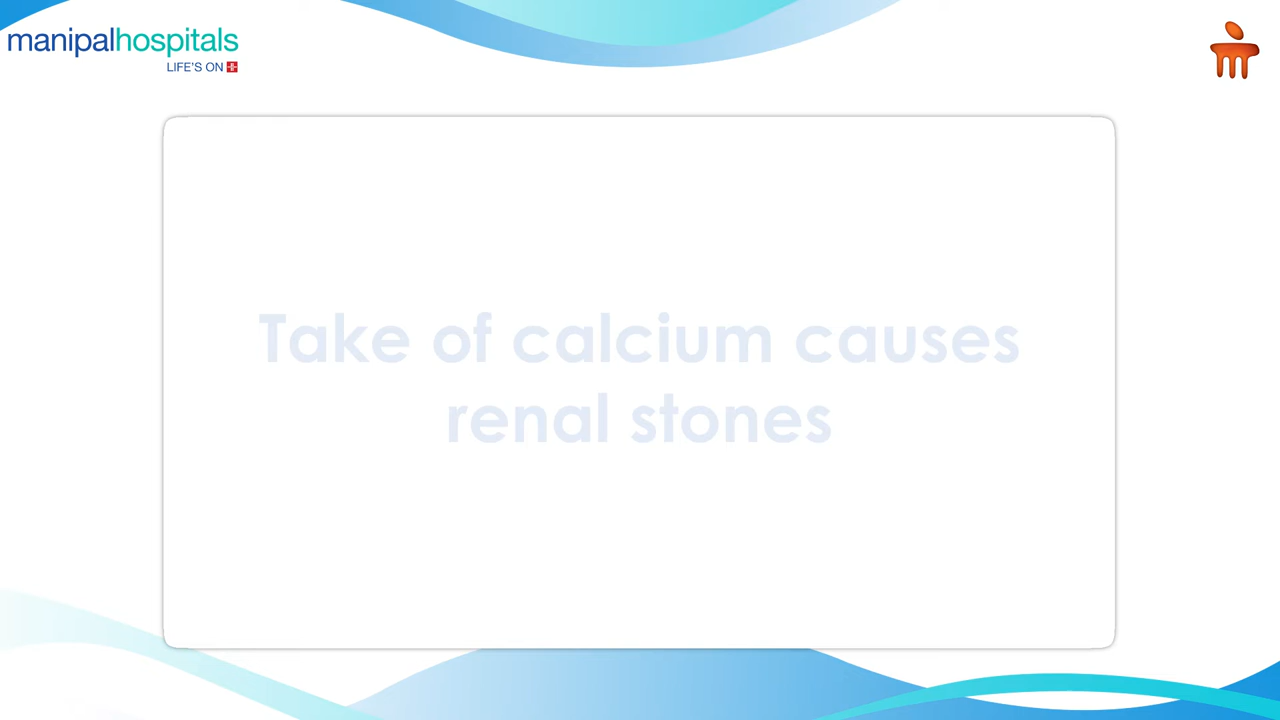 manipalhospitals
LIFE'S ON
Take of calcium causes
renal stones